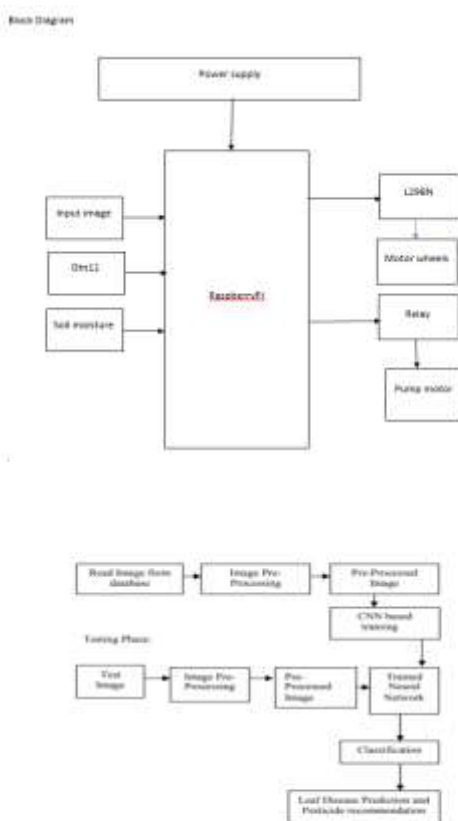 Block Diagram
Power supply
Input image
Dht11
Soil moisture
RaspberryPi
L298N
Motor wheels
Relay
Pump motor
Read Image from
database
Image Pre-
Processing
Pre-Processed
Image
CNN based
training
Testing Phase:
Test
Image
Image Pre-
Processing
Pre-
Processed
Image
Trained
Neural
Network
Classification
Leaf Disease Prediction and
Pesticide recommendation